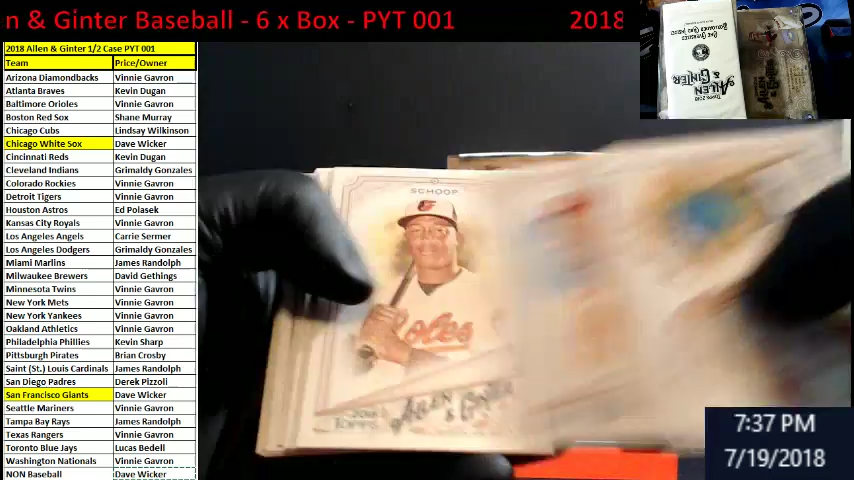 n & Ginter Baseball - 6 x Box - PYT 001
2018
2018 Allen & Ginter 1/2 Case PYT 001
Team Price/Owner
Arizona Diamondbacks Vinnie Gavron
Atlanta Braves Kevin Dugan
Baltimore Orioles Vinnie Gavron
Boston Red Sox Shane Murray
Chicago Cubs Lindsay Wilkinson
Chicago White Sox Dave Wicker
Cincinnati Reds Kevin Dugan
Cleveland Indians Grimaldy Gonzales
Colorado Rockies Vinnie Gavron
Detroit Tigers Vinnie Gavron
Houston Astros Ed Polasek
Kansas City Royals Vinnie Gavron
Los Angeles Angels Carrie Sermer
Los Angeles Dodgers Grimaldy Gonzales
Miami Marlins James Randolph
Milwaukee Brewers David Gethings
Minnesota Twins Vinnie Gavron
New York Mets Vinnie Gavron
New York Yankees Vinnie Gavron
Oakland Athletics Vinnie Gavron
Philadelphia Phillies Kevin Sharp
Pittsburgh Pirates Brian Crosby
Saint (St.) Louis Cardinals James Randolph
San Diego Padres Derek Pizzoli
San Francisco Giants Dave Wicker
Seattle Mariners Vinnie Gavron
Tampa Bay Rays James Randolph
Texas Rangers Vinnie Gavron
Toronto Blue Jays Lucas Bedell
Washington Nationals Vinnie Gavron
NON Baseball Dave Wicker
SCHOOP
Orioles
TOPPS ALLEN & GINTER
TOPPS 2018
ALLEN & GINTER
7:37 PM
7/19/2018